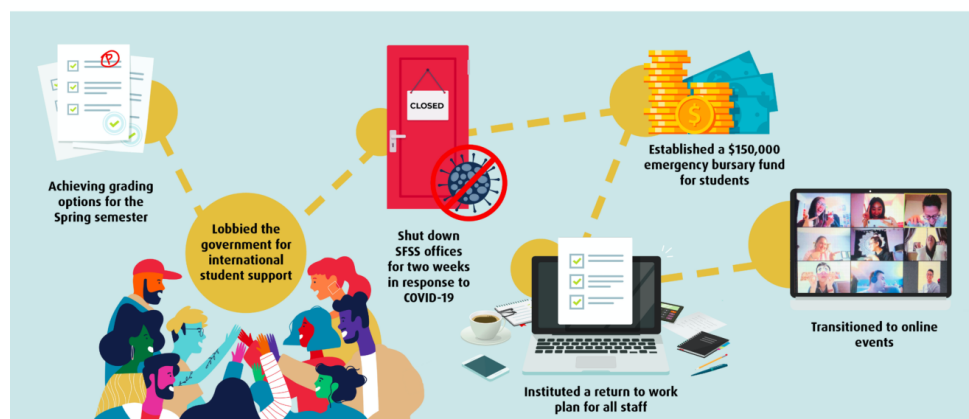 Achieving grading
options for the
Spring semester
Lobbied the
government for
international
student support
CLOSED
Shut down
SFSS offices
for two weeks
in response to
COVID-19
$
Established a $150,000
emergency bursary fund
for students
Instituted a return to work
plan for all staff
Transitioned to online
events